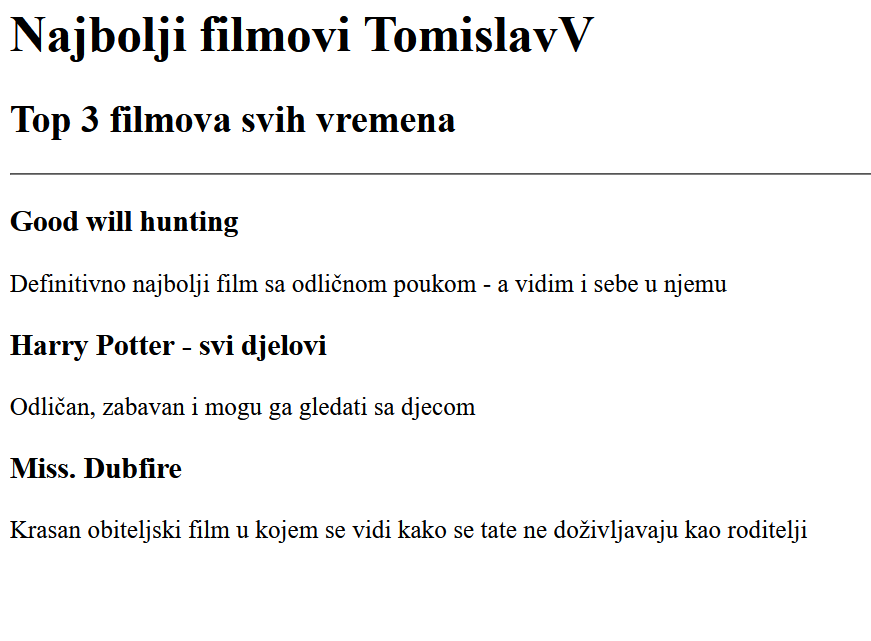 Najbolji filmovi TomislavV
Top 3 filmova svih vremena
Good will hunting
Definitivno najbolji film sa odličnom poukom - a vidim i sebe u njemu
Harry Potter - svi djelovi
Odličan, zabavan i mogu ga gledati sa djecom
Miss. Dubfire
Krasan obiteljski film u kojem se vidi kako se tate ne doživljavaju kao roditelji